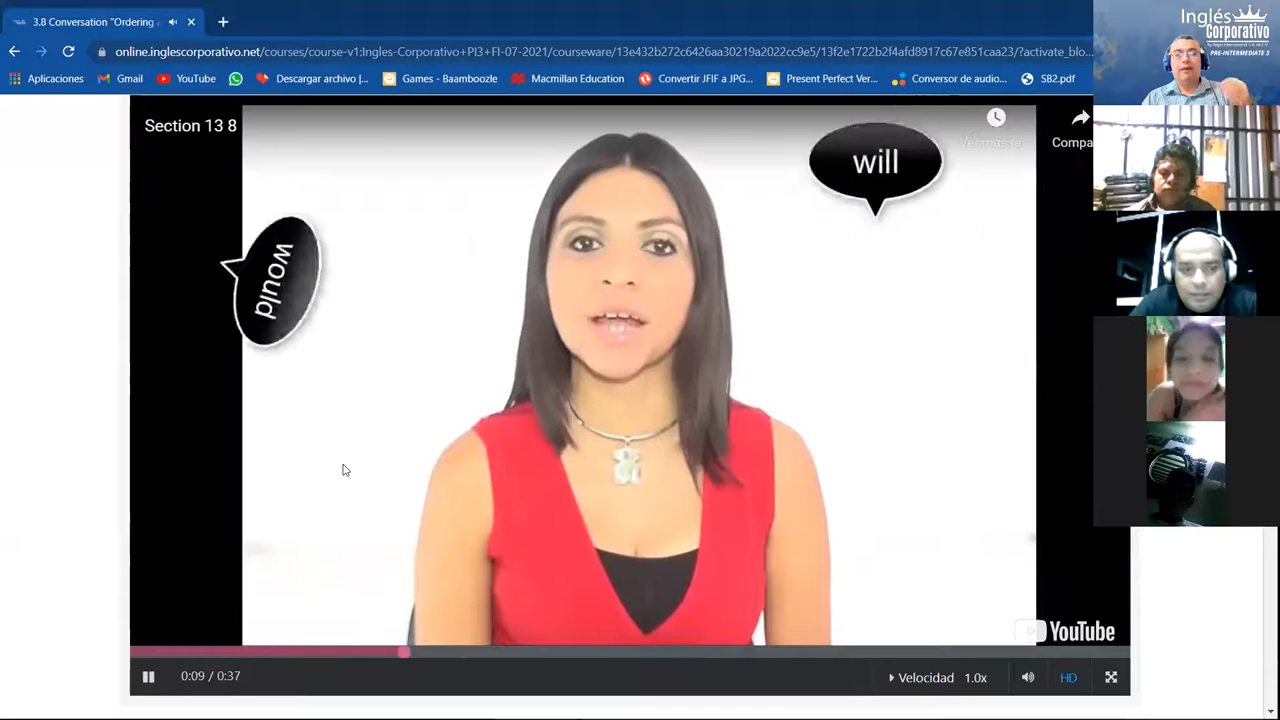 3.8 Conversation "Ordering
online.inglescorporativo.net/courses/course-v1:Ingles-Corporativo+PI3+FI-07-2021/courseware/13e432b272c6426aa30219a2022cc9e5/13f2e1722b2f4afd8917c67e851caa23/?activate_blo...
Aplicaciones
Gmail
YouTube
Descargar archivo |...
Games - Baamboozle
Macmillan Education
Convertir JFIF a JPG...
Present Perfect Ver...
Conversor de audio...
SB2.pdf
Inglés
Corporativo
PRE-INTERMEDIATE 3
Section 13 8
will
Ver más ta
Compa
would
YouTube
0:09 / 0:37
Velocidad 1.0x
HD